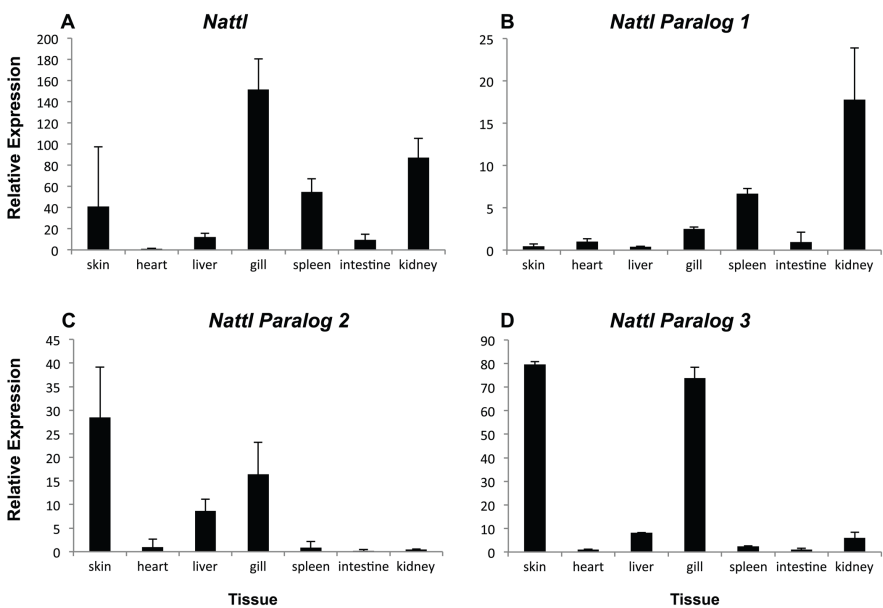 A
Nattl
200
180
160
140
120
100
80
60
40
20
0
Relative Expression
skin heart liver gill spleen intestine kidney
B
Nattl Paralog 1
25
20
15
10
5
0
skin heart liver gill spleen intestine kidney
C
Nattl Paralog 2
45
40
35
30
25
20
15
10
5
0
Relative Expression
skin heart liver gill spleen intestine kidney
Tissue
D
Nattl Paralog 3
90
80
70
60
50
40
30
20
10
0
skin heart liver gill spleen intestine kidney
Tissue